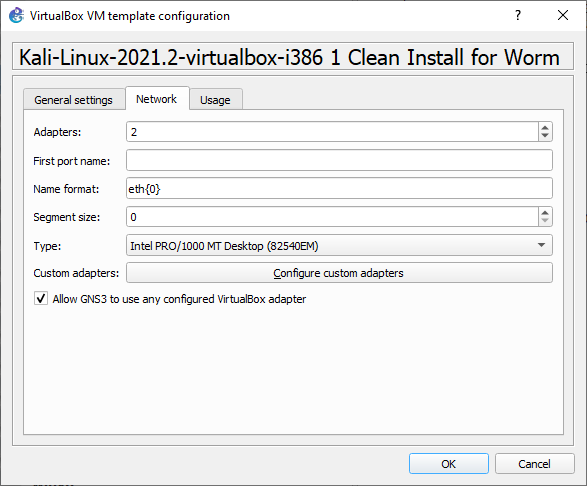 VirtualBox VM template configuration
?
Kali-Linux-2021.2-virtualbox-i386 1 Clean Install for Worm
General settings
Network
Usage
Adapters:
2
First port name:
Name format:
eth{0}
Segment size:
0
Type:
Intel PRO/1000 MT Desktop (82540EM)
Custom adapters:
Configure custom adapters
Allow GNS3 to use any configured VirtualBox adapter
OK
Cancel